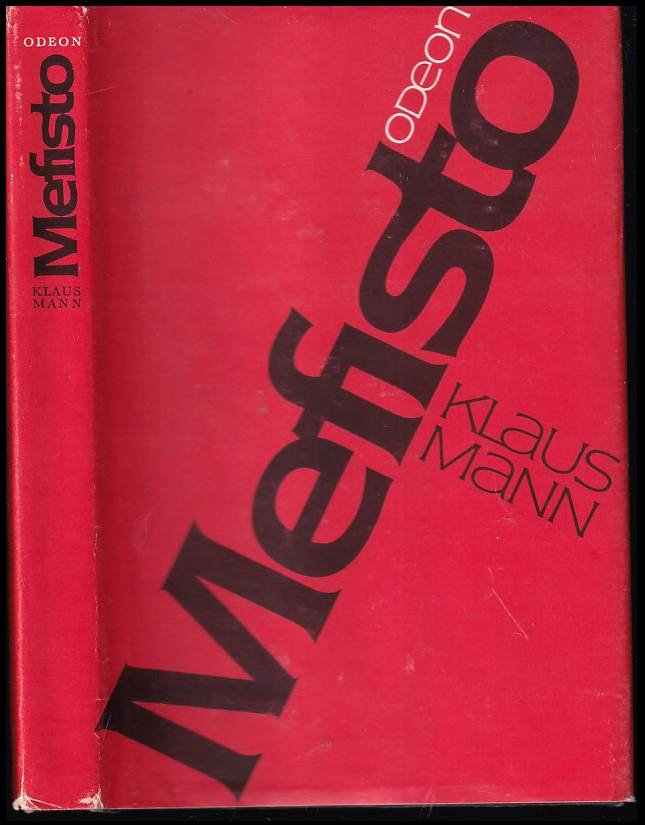 ODEON
Mefisto
KLAUS
MANN
ODEON
Mefisto
KLaUS
MaNN